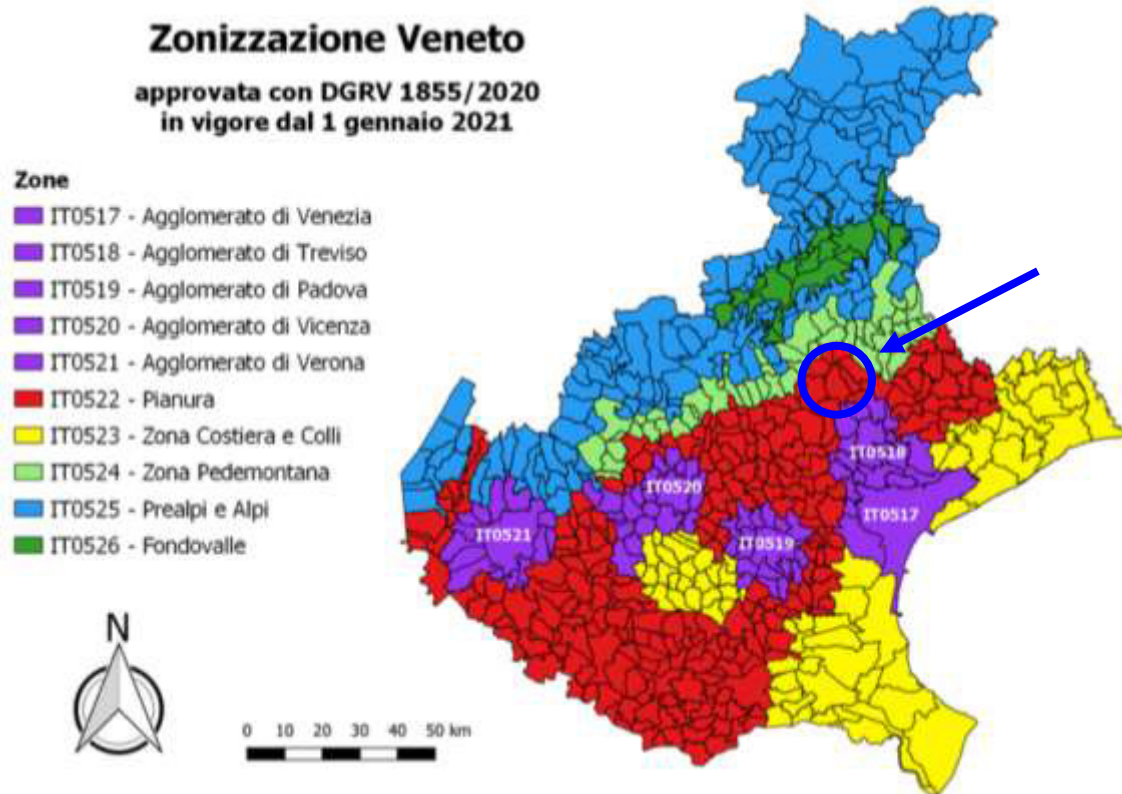 Zonizzazione Veneto
approvata con DGRV 1855/2020
in vigore dal 1 gennaio 2021
Zone
IT0517 - Agglomerato di Venezia
IT0518 - Agglomerato di Treviso
IT0519 - Agglomerato di Padova
IT0520 - Agglomerato di Vicenza
IT0521 - Agglomerato di Verona
IT0522 - Pianura
IT0523 - Zona Costiera e Colli
IT0524 - Zona Pedemontana
IT0525 - Prealpi e Alpi
IT0526 - Fondovalle
IT0518
IT0520
IT0517
IT0521
IT0519
N
0 10 20 30 40 50 km